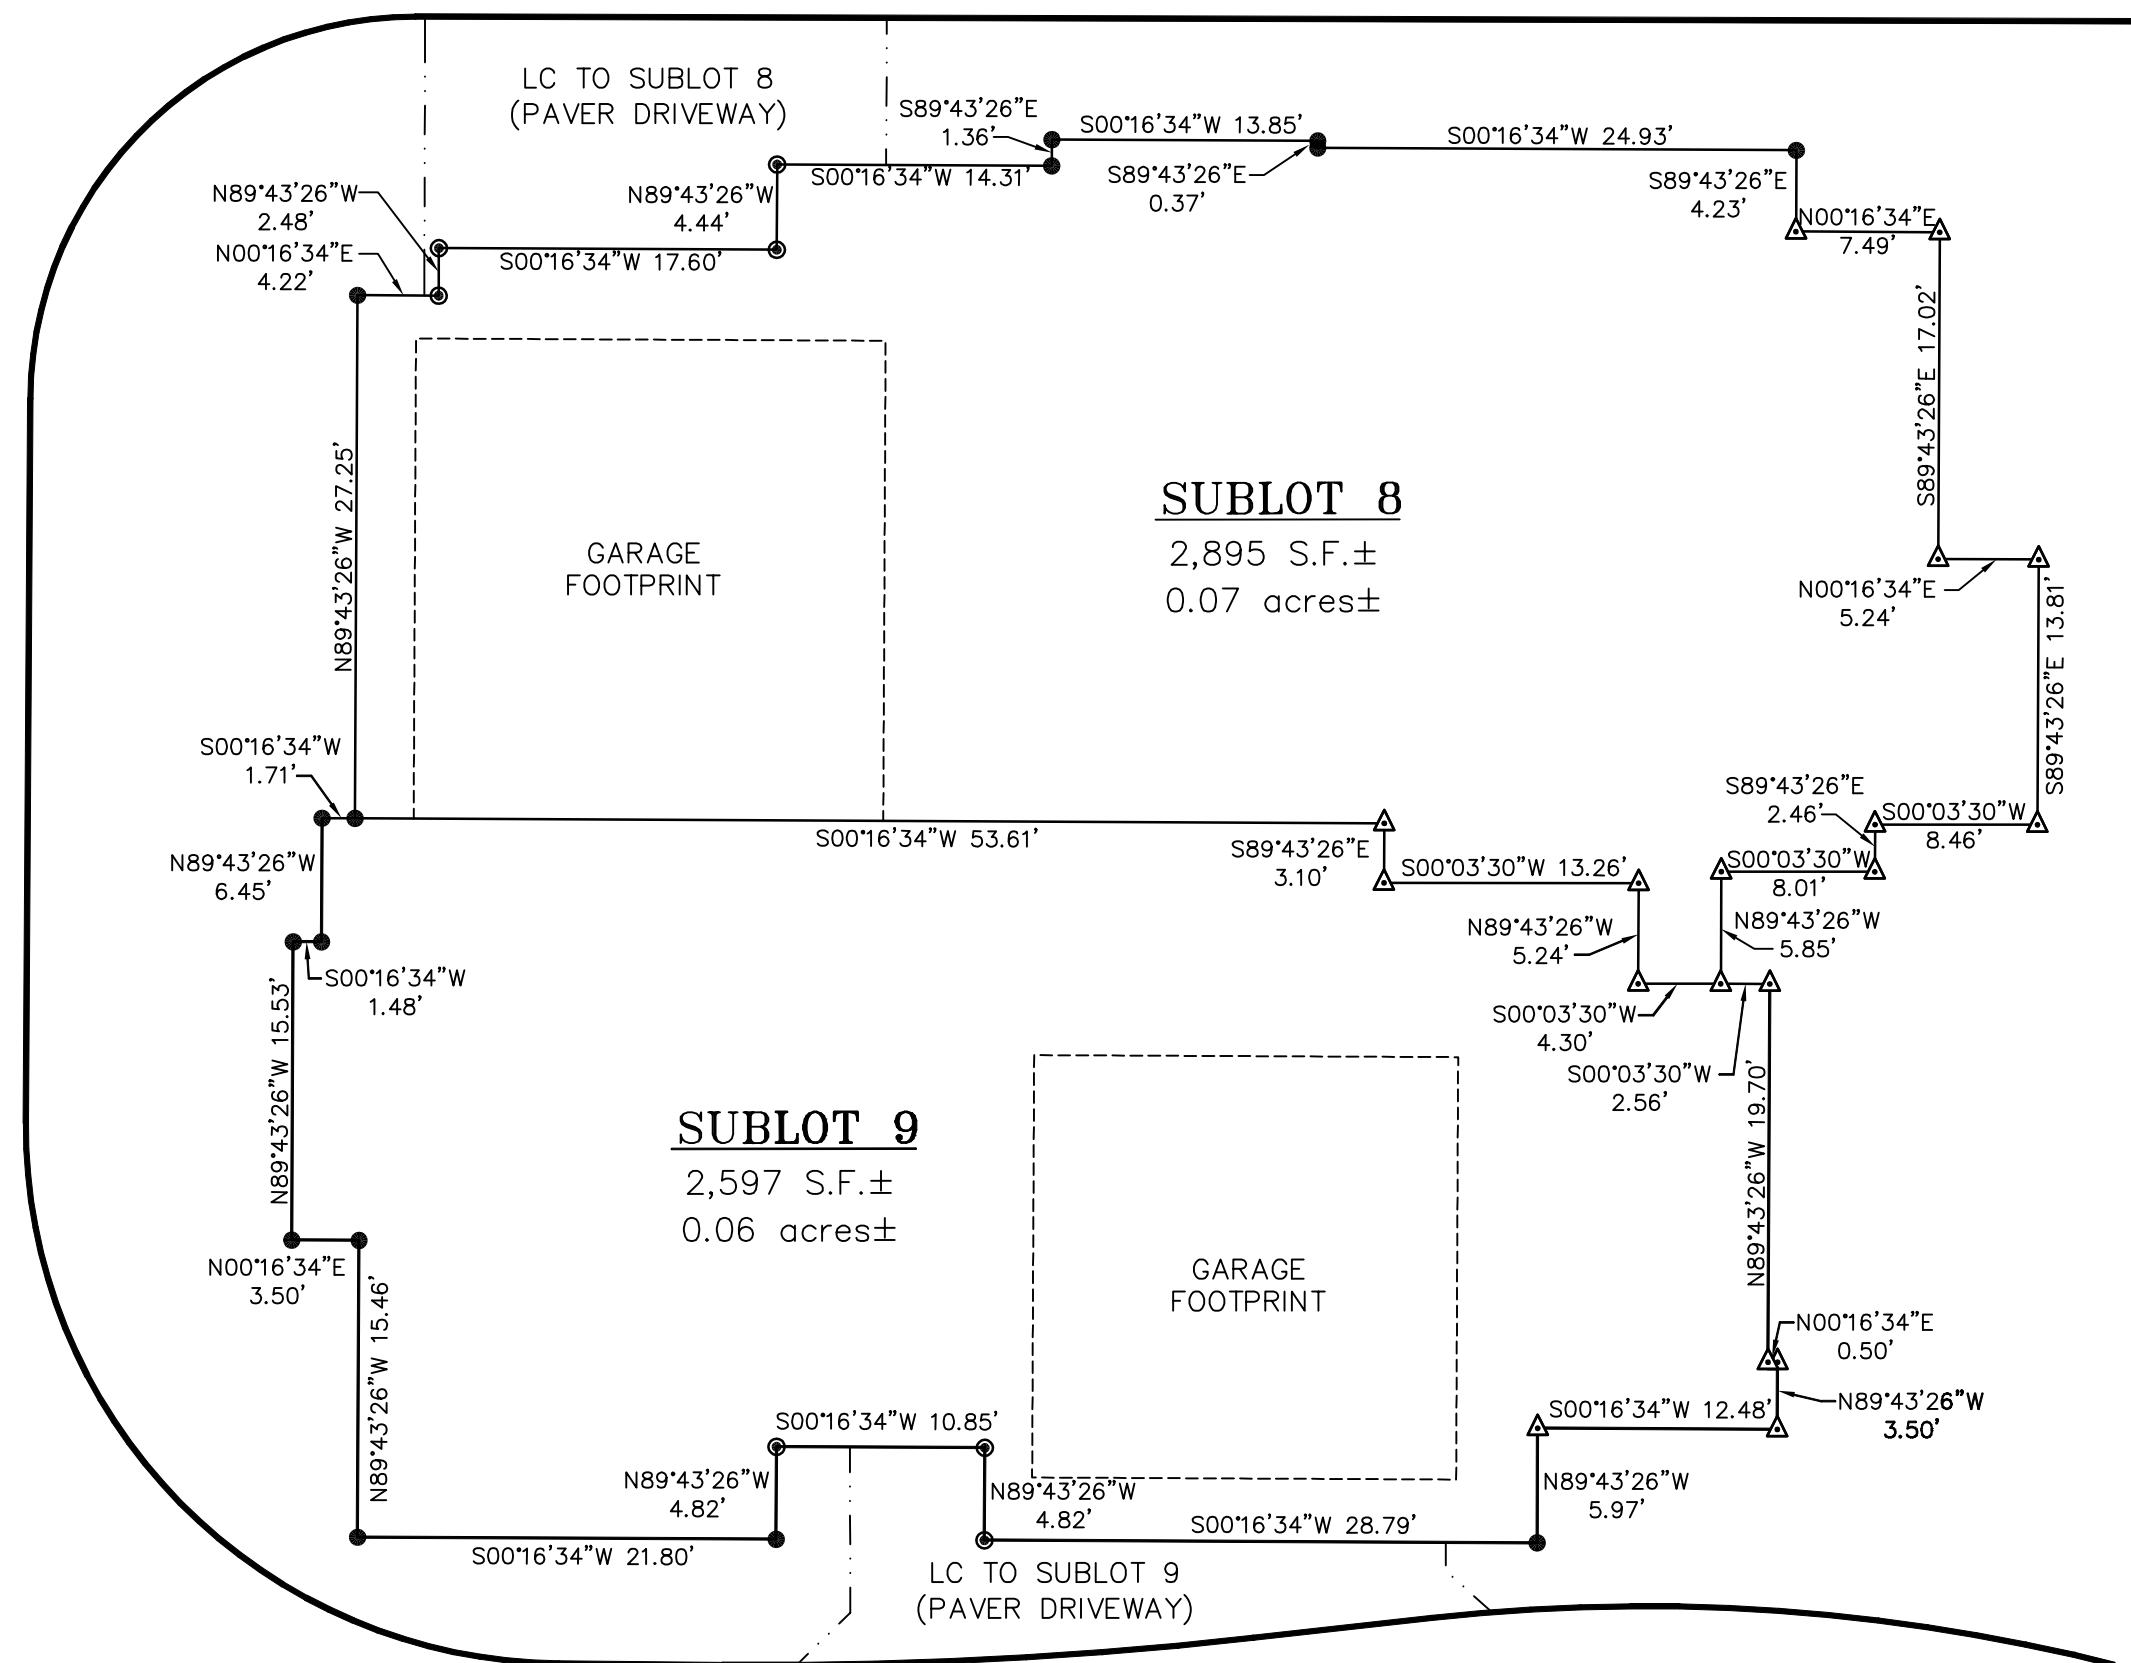 LC TO SUBLOT 8
(PAVER DRIVEWAY)
S89°43'26"E
1.36'
S00°16'34"W 13.85'
S00°16'34"W 24.93'
S00°16'34"W 14.31'
S89°43'26"E
0.37'
S89°43'26"E
4.23'
N00°16'34"E
7.49'
N89°43'26"W
2.48'
N89°43'26"W
4.44'
N00°16'34"E
4.22'
S00°16'34"W 17.60'
S89°43'26"E 17.02'
N89°43'26"W 27.25'
GARAGE
FOOTPRINT
SUBLOT 8
2,895 S.F.±
0.07 acres±
N00°16'34"E
5.24'
S89°43'26"E 13.81'
S00°16'34"W
1.71'
S00°16'34"W 53.61'
S89°43'26"E
2.46'
S00°03'30"W
8.46'
N89°43'26"W
6.45'
S89°43'26"E
3.10'
S00°03'30"W 13.26'
S00°03'30"W
8.01'
N89°43'26"W
5.24'
N89°43'26"W
5.85'
S00°16'34"W
1.48'
N89°43'26"W 15.53'
S00°03'30"W
4.30'
S00°03'30"W
2.56'
N89°43'26"W 19.70'
SUBLOT 9
2,597 S.F.±
0.06 acres±
GARAGE
FOOTPRINT
N00°16'34"E
3.50'
N89°43'26"W 15.46'
N00°16'34"E
0.50'
N89°43'26"W
3.50'
S00°16'34"W 12.48'
S00°16'34"W 10.85'
N89°43'26"W
4.82'
N89°43'26"W
4.82'
N89°43'26"W
5.97'
S00°16'34"W 28.79'
S00°16'34"W 21.80'
LC TO SUBLOT 9
(PAVER DRIVEWAY)